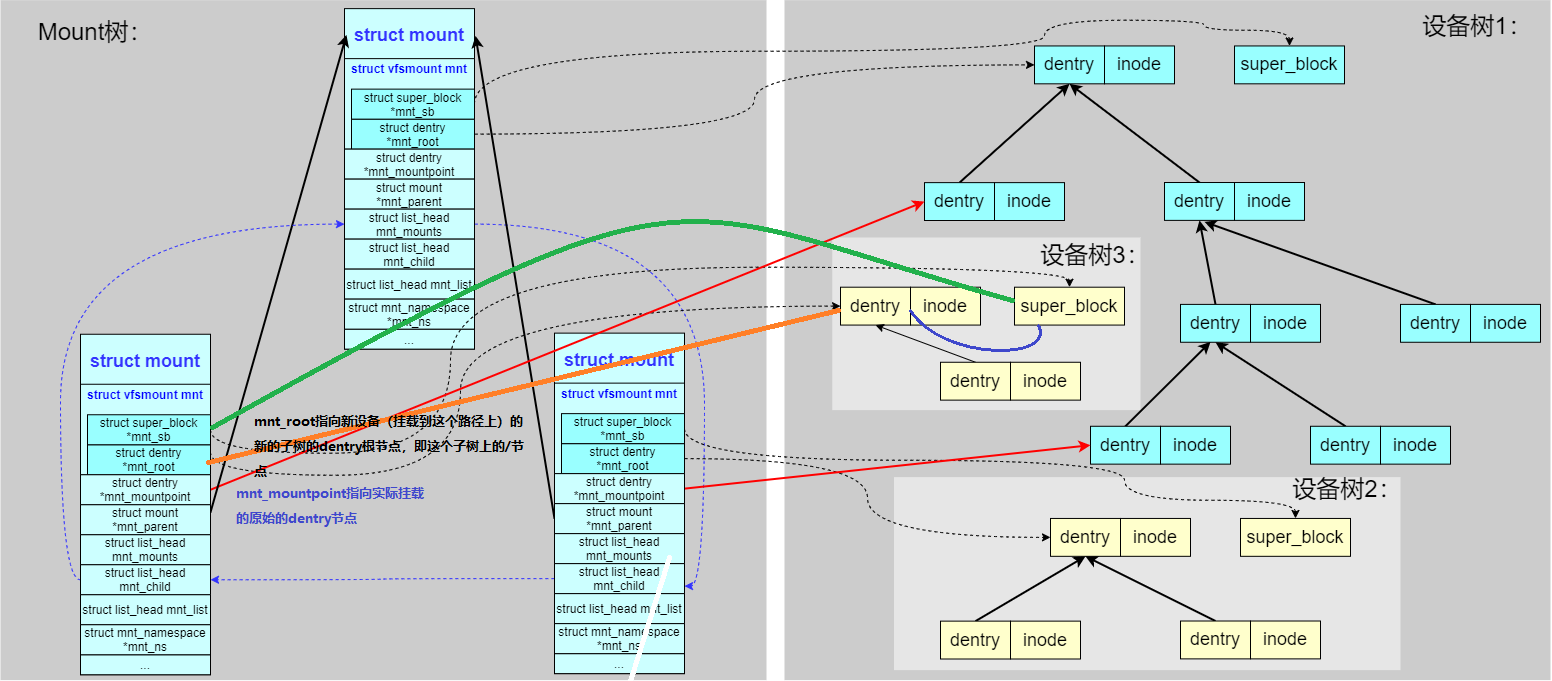 Mount树：
struct mount
struct vfsmount mnt
struct super_block
*mnt_sb
struct dentry
*mnt_root
struct dentry
*mnt_mountpoint
struct mount
*mnt_parent
struct list_head
mnt_mounts
struct list_head
mnt_child
struct list_head mnt_list
struct mnt_namespace
*mnt_ns
...
struct mount
struct vfsmount mnt
struct super_block
*mnt_sb
struct dentry
*mnt_root
struct dentry
*mnt_mountpoint
struct mount
*mnt_parent
struct list_head
mnt_mounts
struct list_head
mnt_child
struct list_head mnt_list
struct mnt_namespace
*mnt_ns
...
mnt_root指向新设备（挂载到这个路径上）的
新的子树的dentry根节点，即这个子树上的/节
点
mnt_mountpoint指向实际挂载
的原始的dentry节点
struct mount
struct vfsmount mnt
struct super_block
*mnt_sb
struct dentry
*mnt_root
struct dentry
*mnt_mountpoint
struct mount
*mnt_parent
struct list_head
mnt_mounts
struct list_head
mnt_child
struct list_head mnt_list
struct mnt_namespace
*mnt_ns
...
设备树1：
dentry inode
super_block
dentry inode
dentry inode
dentry inode
dentry inode
dentry inode
dentry inode
设备树3：
dentry inode
super_block
dentry inode
设备树2：
dentry inode
super_block
dentry inode
dentry inode